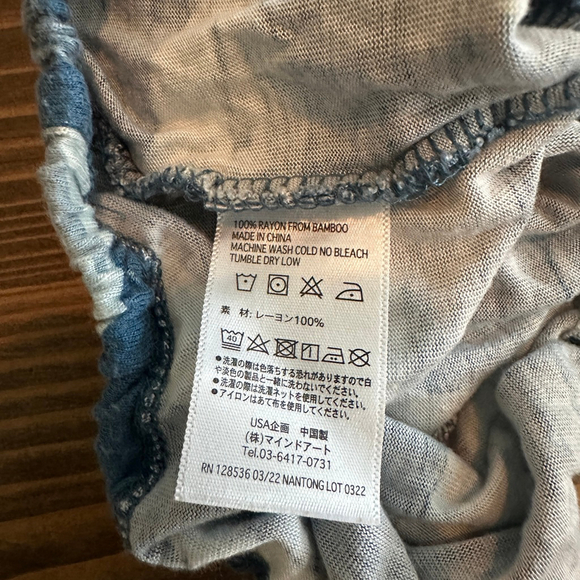 100% RAYON FROM BAMBOO
MADE IN CHINA
MACHINE WASH COLD NO BLEACH
TUMBLE DRY LOW
素 材: レーヨン100%
40
●洗濯の際は色落ちする恐れがありますので白
や淡色の製品と一緒に洗わないでください。
●洗濯の際は洗濯ネットを使用してください。
●アイロンはあて布を使用してください。
USA企画 中国製
(株)マインドアート
Tel.03-6417-0731
RN 128536 03/22 NANTONG LOT 0322